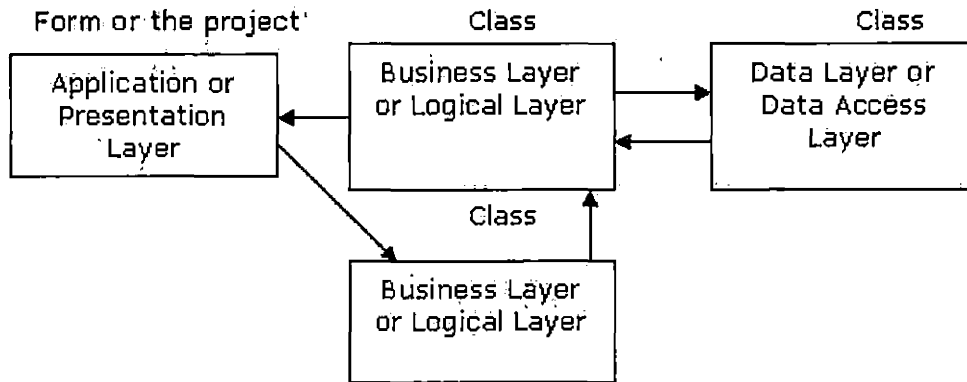 Form or the project'
Class
Class
Application or
Presentation
Layer
Business Layer
or Logical Layer
Data Layer or
Data Access
Layer
Class
Business Layer
or Logical Layer